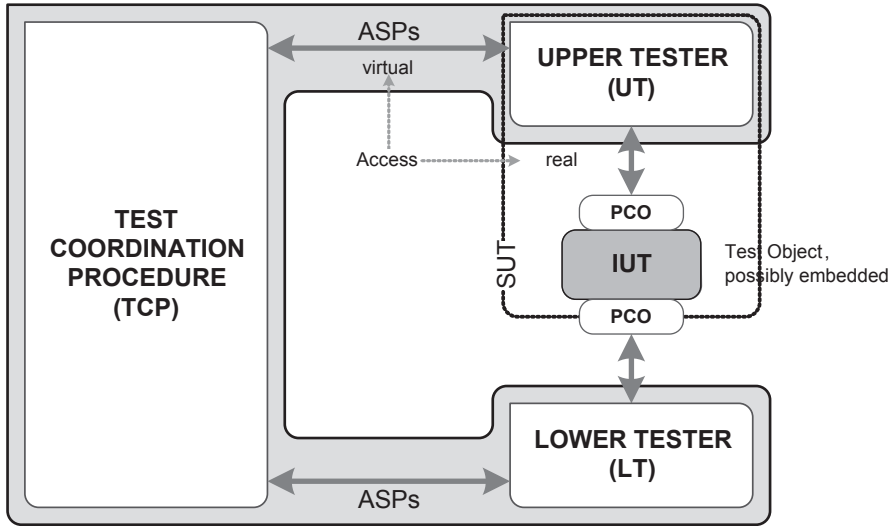 ASPs
virtual
UPPER TESTER
(UT)
Access
real
PCO
TEST
COORDINATION
PROCEDURE
(TCP)
SUT
IUT
Test Object,
possibly embedded
PCO
LOWER TESTER
(LT)
ASPs